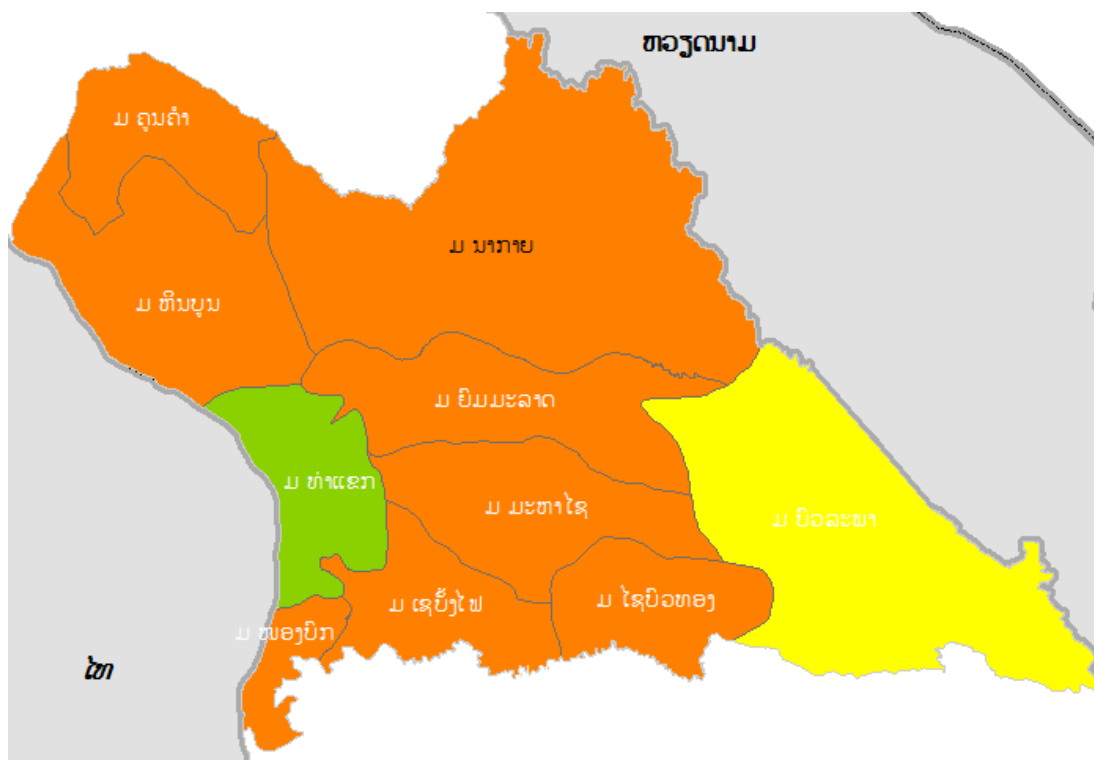 ຫວຽດນາມ
ມ ຄູນຄຳ
ມ ນາກາຍ
ມ ຫີນບູນ
ມ ຍົມມະລາດ
ມ ທ່າແຂກ
ມ ມະຫາໄຊ
ມ ບົວລະພາ
ມ ເຊບັ້ງໄຟ
ມ ໄຊບົວທອງ
ມ ໜອງບົກ
ໄທ